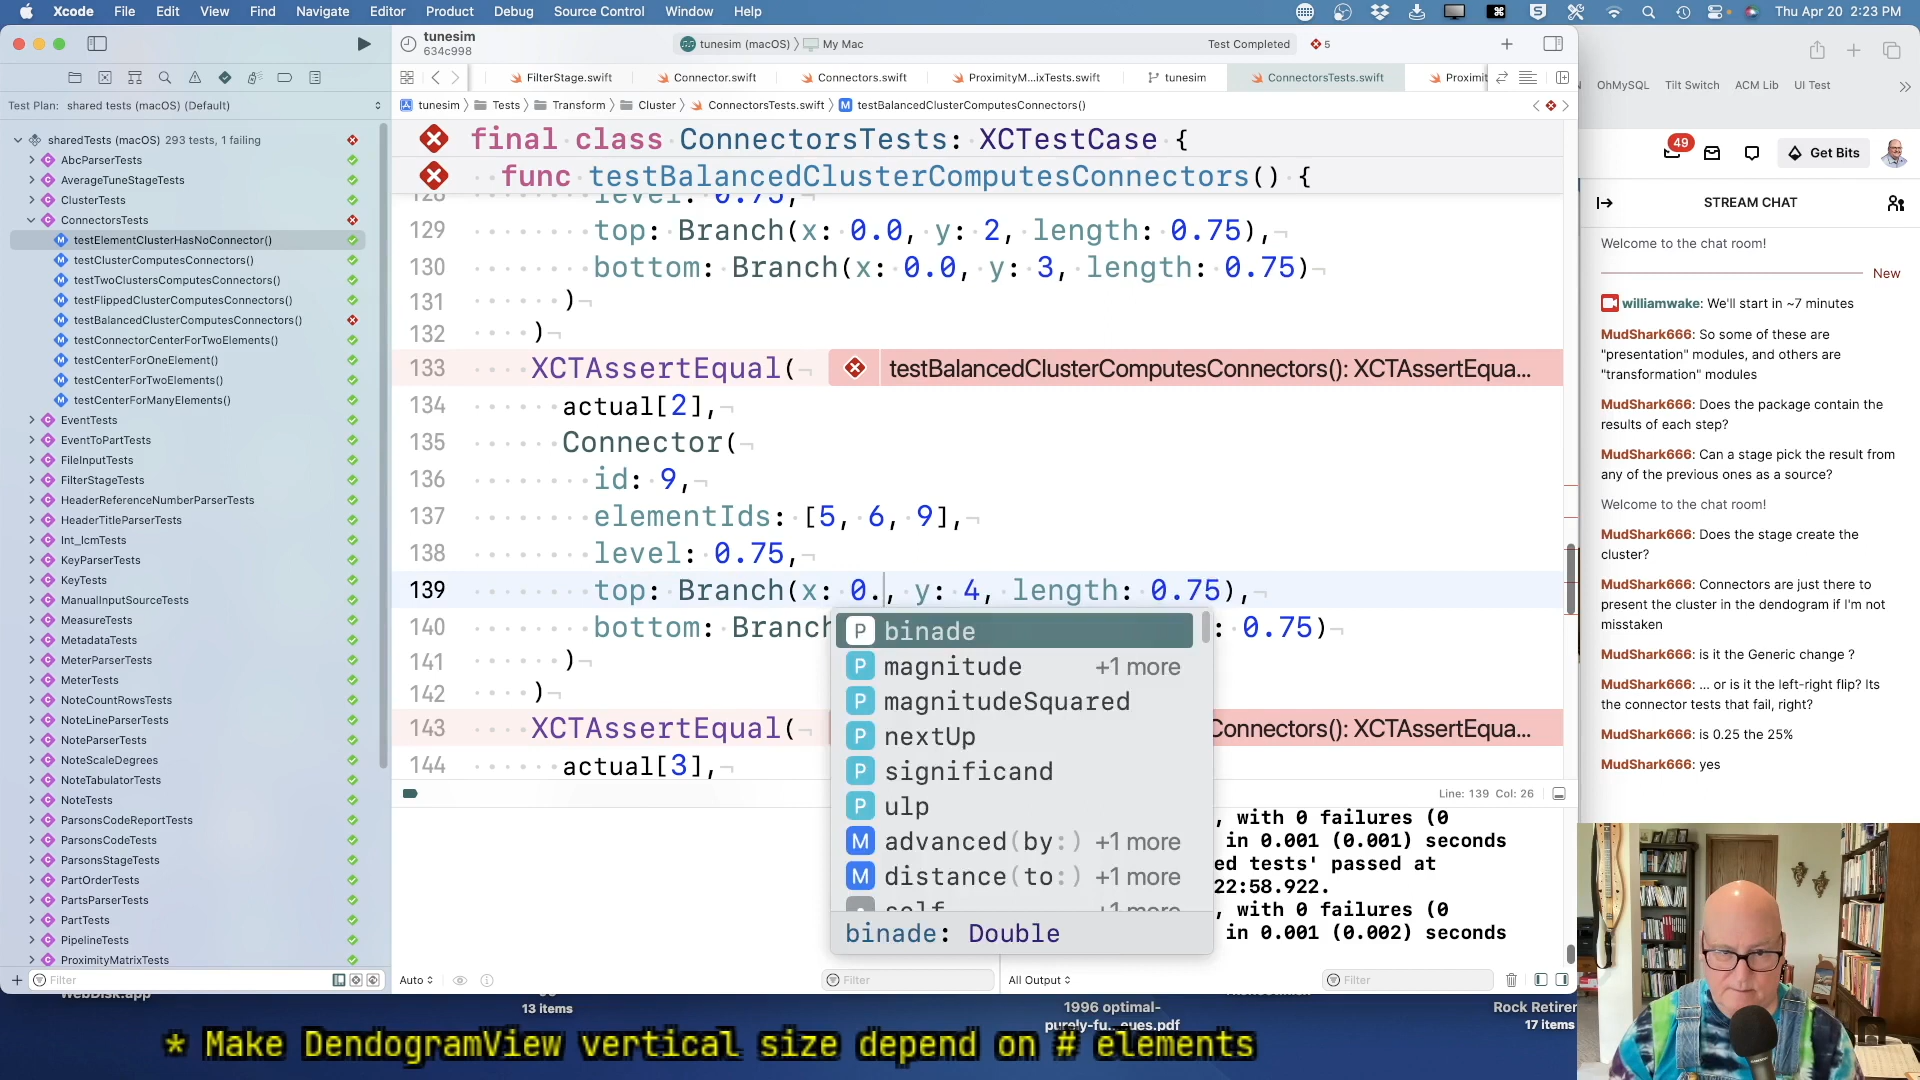 Xcode File Edit View Find Navigate Editor Product Debug Source Control Window Help Thu Apr 20 2:23 PM
tunesim
634c998
tunesim (macOS) My Mac Test Completed 5
FilterStage.swift Connector.swift Connectors.swift ProximityM...ixTests.swift tunesim ConnectorsTests.swift Proximit
Test Plan: shared tests (macOS) (Default)
tunesim Tests Transform Cluster ConnectorsTests.swift testBalancedClusterComputesConnectors()
sharedTests (macOS) 293 tests, 1 failing
AbcParserTests
AverageTuneStageTests
ClusterTests
ConnectorsTests
testElementClusterHasNoConnector()
testClusterComputesConnectors()
testTwoClustersComputesConnectors()
testFlippedClusterComputesConnectors()
testBalancedClusterComputesConnectors()
testConnectorCenterForTwoElements()
testCenterForOneElement()
testCenterForTwoElements()
testCenterForManyElements()
EventTests
EventToPartTests
FileInputTests
FilterStageTests
HeaderReferenceNumberParserTests
HeaderTitleParserTests
Int_lcmTests
KeyParserTests
KeyTests
ManualInputSourceTests
MeasureTests
MetadataTests
MeterParserTests
MeterTests
NoteCountRowsTests
NoteLineParserTests
NoteParserTests
NoteScaleDegrees
NoteTabulatorTests
NoteTests
ParsonsCodeReportTests
ParsonsCodeTests
ParsonsStageTests
PartOrderTests
PartsParserTests
PartTests
PipelineTests
ProximityMatrixTests
Filter
final class ConnectorsTests: XCTestCase {
func testBalancedClusterComputesConnectors() {
128 level: 0.75,
129 top: Branch(x: 0.0, y: 2, length: 0.75),
130 bottom: Branch(x: 0.0, y: 3, length: 0.75)
131 )
132 )
133 XCTAssertEqual( testBalancedClusterComputesConnectors(): XCTAssertEqua...
134 actual[2],
135 Connector(
136 id: 9,
137 elementIds: [5, 6, 9],
138 level: 0.75,
139 top: Branch(x: 0., y: 4, length: 0.75),
140 bottom: Branch : 0.75)
141 )
142 )
143 XCTAssertEqual( Connectors(): XCTAssertEqua...
144 actual[3],
P binade
P magnitude +1 more
P magnitudeSquared
P nextUp
P significand
P ulp
M advanced(by:) +1 more
M distance(to:) +1 more
self +1 more
binade: Double
Line: 139 Col: 26
, with 0 failures (0
in 0.001 (0.001) seconds
ed tests' passed at
22:58.922.
, with 0 failures (0
in 0.001 (0.002) seconds
Auto Filter All Output Filter
OhMySQL Tilt Switch ACM Lib UI Test
49 Get Bits
STREAM CHAT
Welcome to the chat room!
New
williamwake: We'll start in ~7 minutes
MudShark666: So some of these are
"presentation" modules, and others are
"transformation" modules
MudShark666: Does the package contain the
results of each step?
MudShark666: Can a stage pick the result from
any of the previous ones as a source?
Welcome to the chat room!
MudShark666: Does the stage create the
cluster?
MudShark666: Connectors are just there to
present the cluster in the dendogram if I'm not
misstaken
MudShark666: is it the Generic change ?
MudShark666: ... or is it the left-right flip? Its
the connector tests that fail, right?
MudShark666: is 0.25 the 25%
MudShark666: yes
WebDisk.app
13 items
1996 optimal-
purely-fu...eues.pdf
Rock Retirer
17 items
* Make DendogramView vertical size depend on # elements